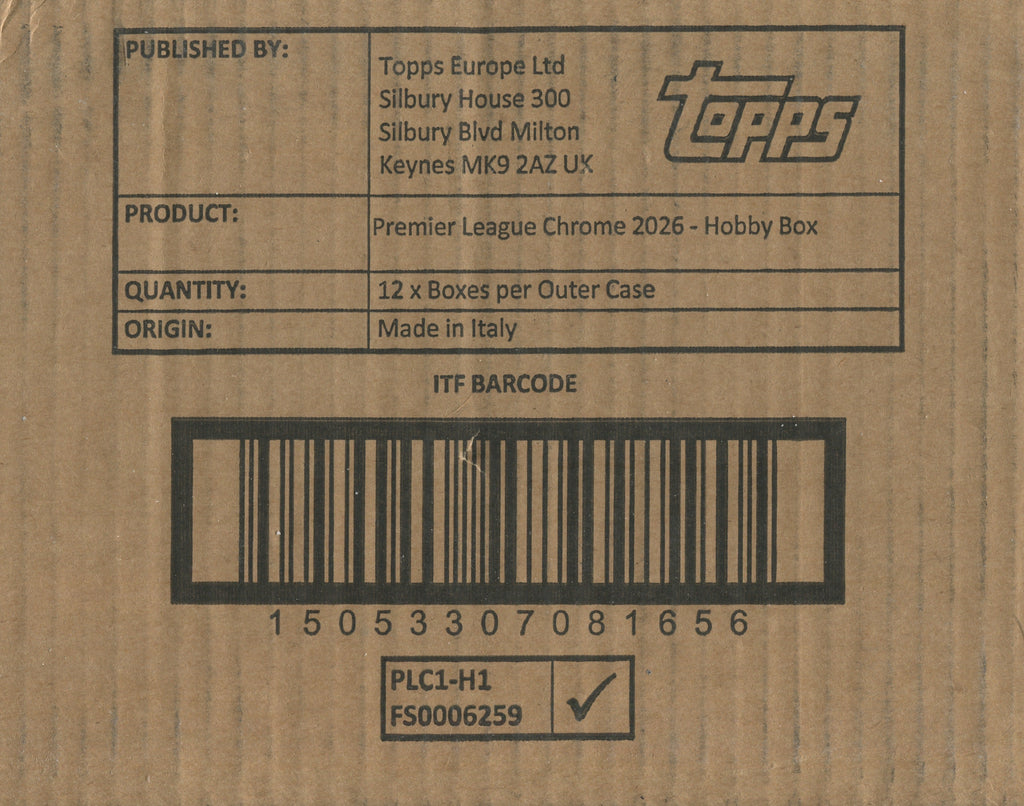 PUBLISHED BY:
Topps Europe Ltd
Silbury House 300
Silbury Blvd Milton
Keynes MK9 2AZ UK
Topps
PRODUCT:
Premier League Chrome 2026 - Hobby Box
QUANTITY:
12 x Boxes per Outer Case
ORIGIN:
Made in Italy
ITF BARCODE
15053307081656
PLC1-H1
FS0006259